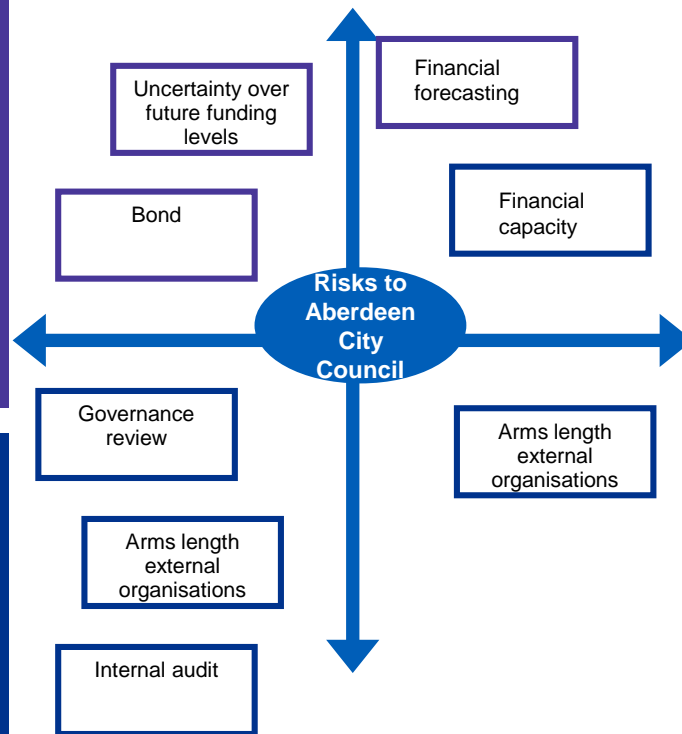 Uncertainty over
future funding
levels
Financial
forecasting
Bond
Financial
capacity
Risks to
Aberdeen
City
Council
Governance
review
Arms length
external
organisations
Arms length
external
organisations
Internal audit